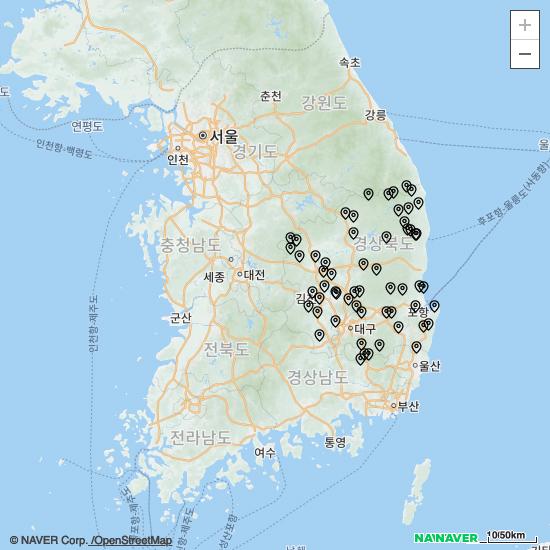 속초
춘천
강원도
강릉
도
연평도
서울
울
인천
경기도
인천항-백령도
후포항-울릉도(사동항)
충청남도
경상북도
세종
대전
인천항-제주도
김천
군산
포항
대구
전북도
울산
경상남도
부산
전라남도
통영
여수
+
−
© NAVER Corp. /OpenStreetMap
NAVER
10/50km